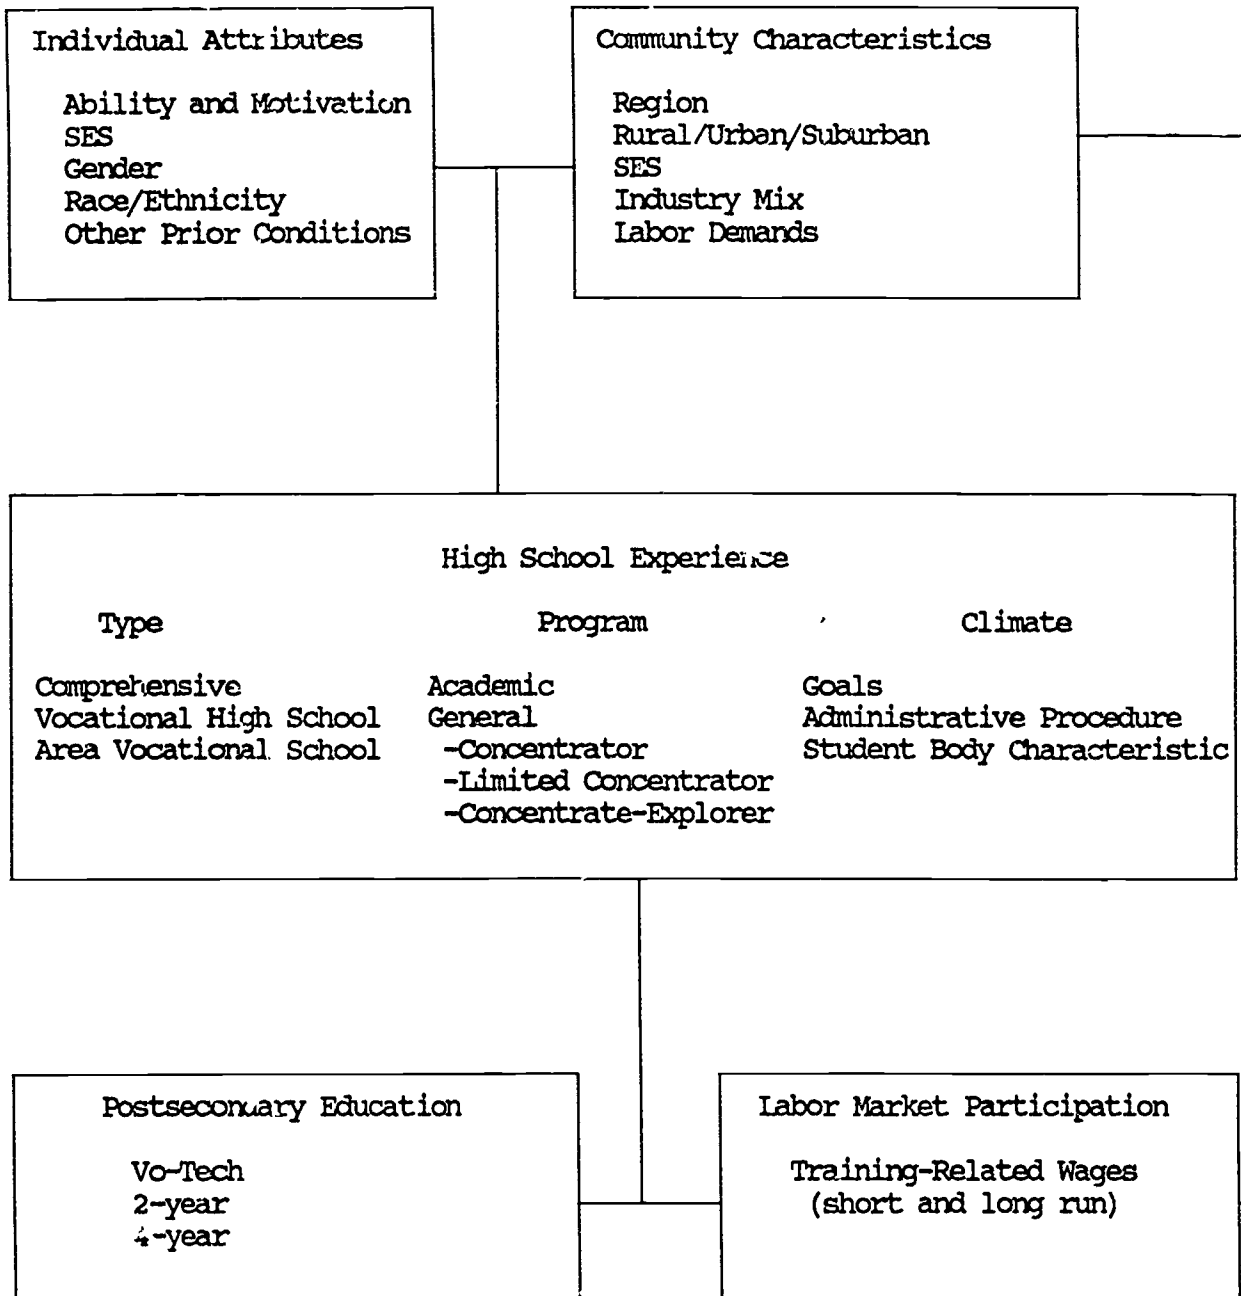 Individual Attributes
Ability and Motivation
SES
Gender
Race/Ethnicity
Other Prior Conditions
Community Characteristics
Region
Rural/Urban/Suburban
SES
Industry Mix
Labor Demands
High School Experience
Type
Comprehensive
Vocational High School
Area Vocational School
Program
Academic
General
-Concentrator
-Limited Concentrator
-Concentrate-Explorer
Climate
Goals
Administrative Procedure
Student Body Characteristic
Postsecondary Education
Vo-Tech
2-year
4-year
Labor Market Participation
Training-Related Wages
(short and long run)